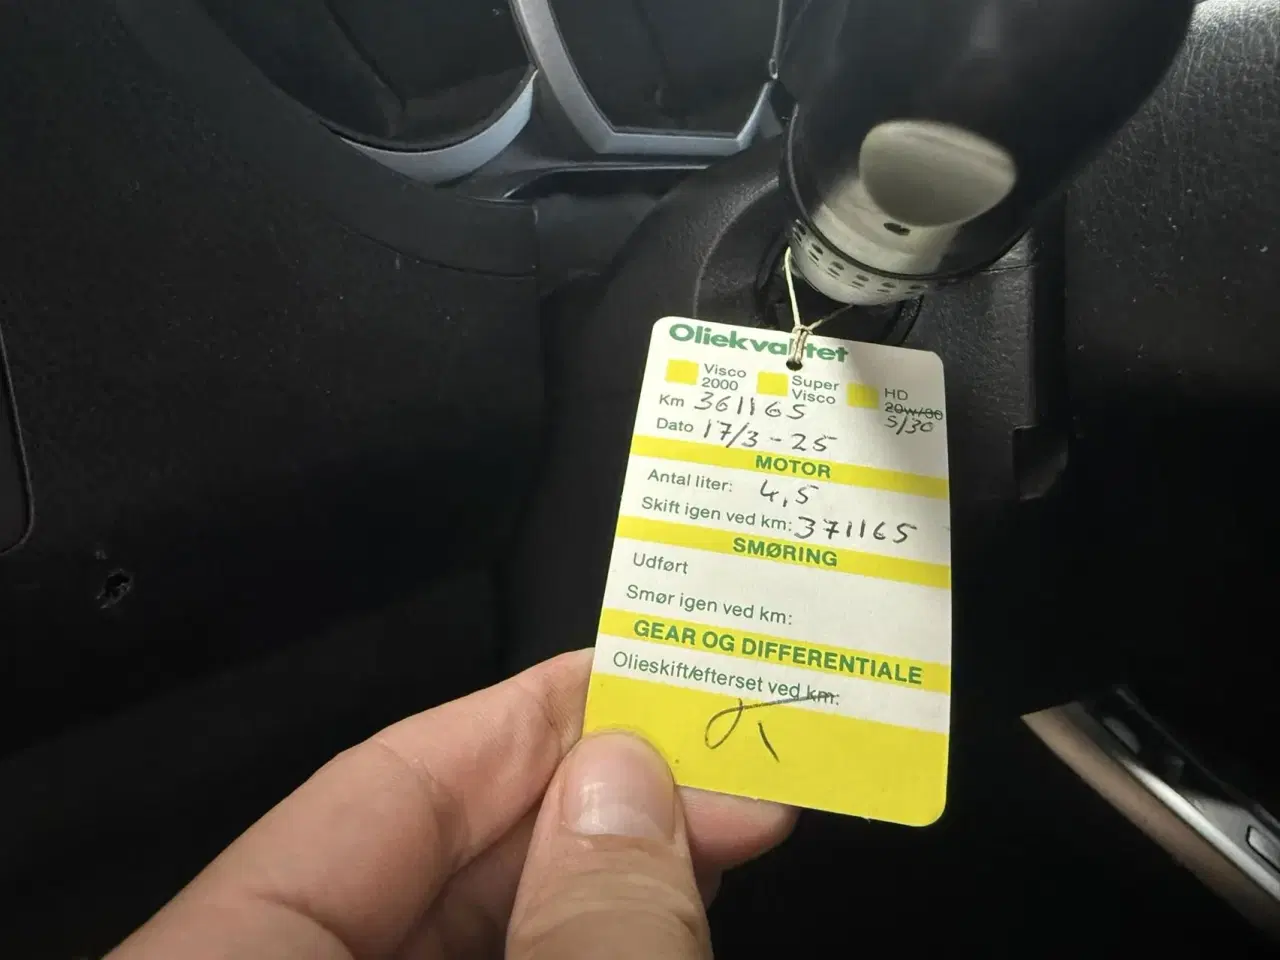 Oliekvalitet
Visco 2000
Super Visco
HD 20w/30 5/30
Km 361165
Dato 17/3-25
MOTOR
Antal liter: 4,5
Skift igen ved km: 371165
SMØRING
Udført
Smør igen ved km:
GEAR OG DIFFERENTIALE
Olieskift/efterset ved km: